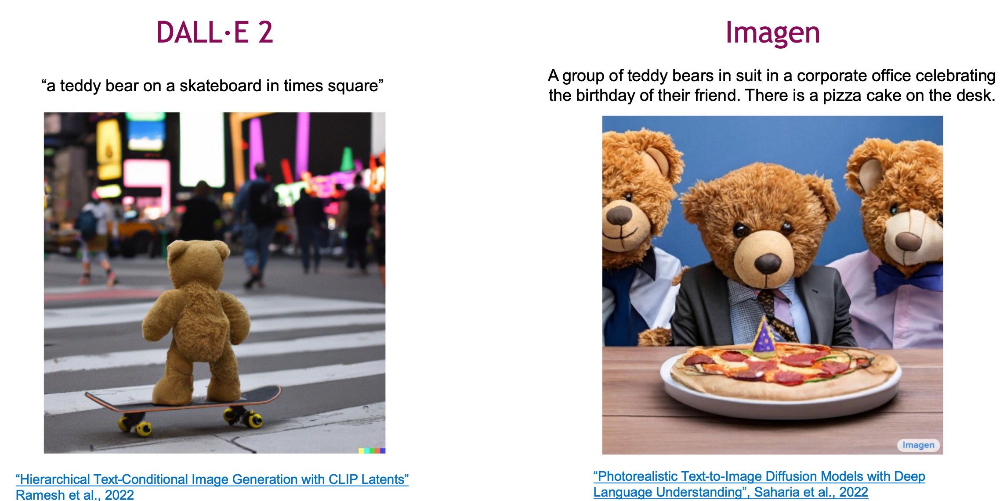 DALL·E 2
“a teddy bear on a skateboard in times square”
“Hierarchical Text-Conditional Image Generation with CLIP Latents”
Ramesh et al., 2022
Imagen
A group of teddy bears in suit in a corporate office celebrating
the birthday of their friend. There is a pizza cake on the desk.
Imagen
“Photorealistic Text-to-Image Diffusion Models with Deep
Language Understanding”, Saharia et al., 2022